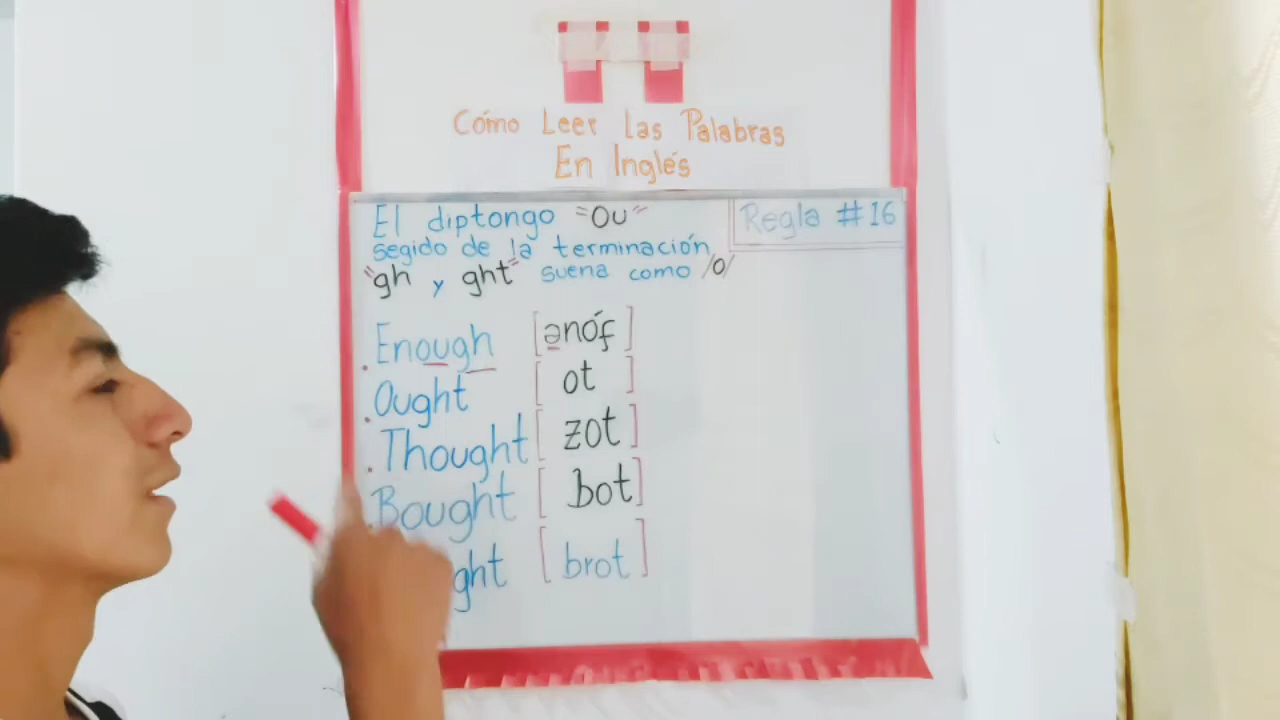 Cómo Leer las Palabras
En Inglés
El diptongo "Ou"
Regla #16
segido de la terminación
"gh y ght" suena como /o/
Enough [ənóf]
Ought [ot]
Thought [zot]
Bought [bot]
ght [brot]